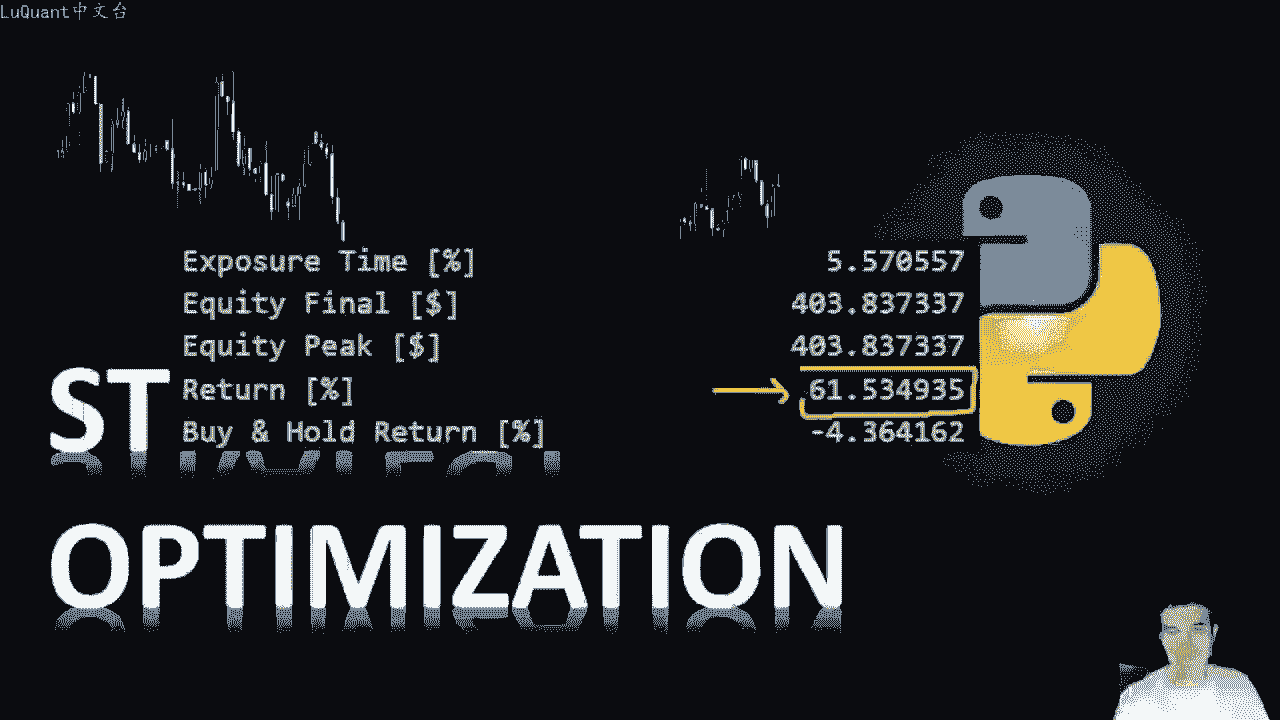 LuQuant中文台
Exposure Time [%] 5.570557
Equity Final [$] 403.837337
Equity Peak [$] 403.837337
Return [%] 61.534935
Buy & Hold Return [%] -4.364162
ST
OPTIMIZATION